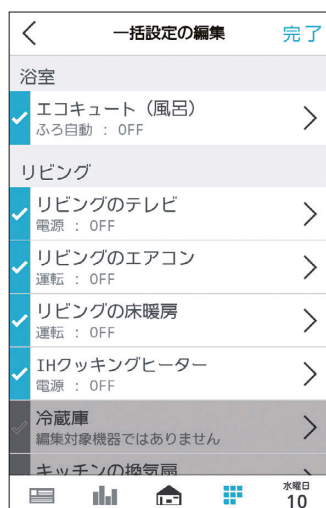 一括設定の編集 完了
浴室
エコキュート（風呂）
ふろ自動 : OFF
リビング
リビングのテレビ
電源 : OFF
リビングのエアコン
運転 : OFF
リビングの床暖房
運転 : OFF
IHクッキングヒーター
電源 : OFF
冷蔵庫
編集対象機器ではありません
キッチンの換気扇
水曜日
10